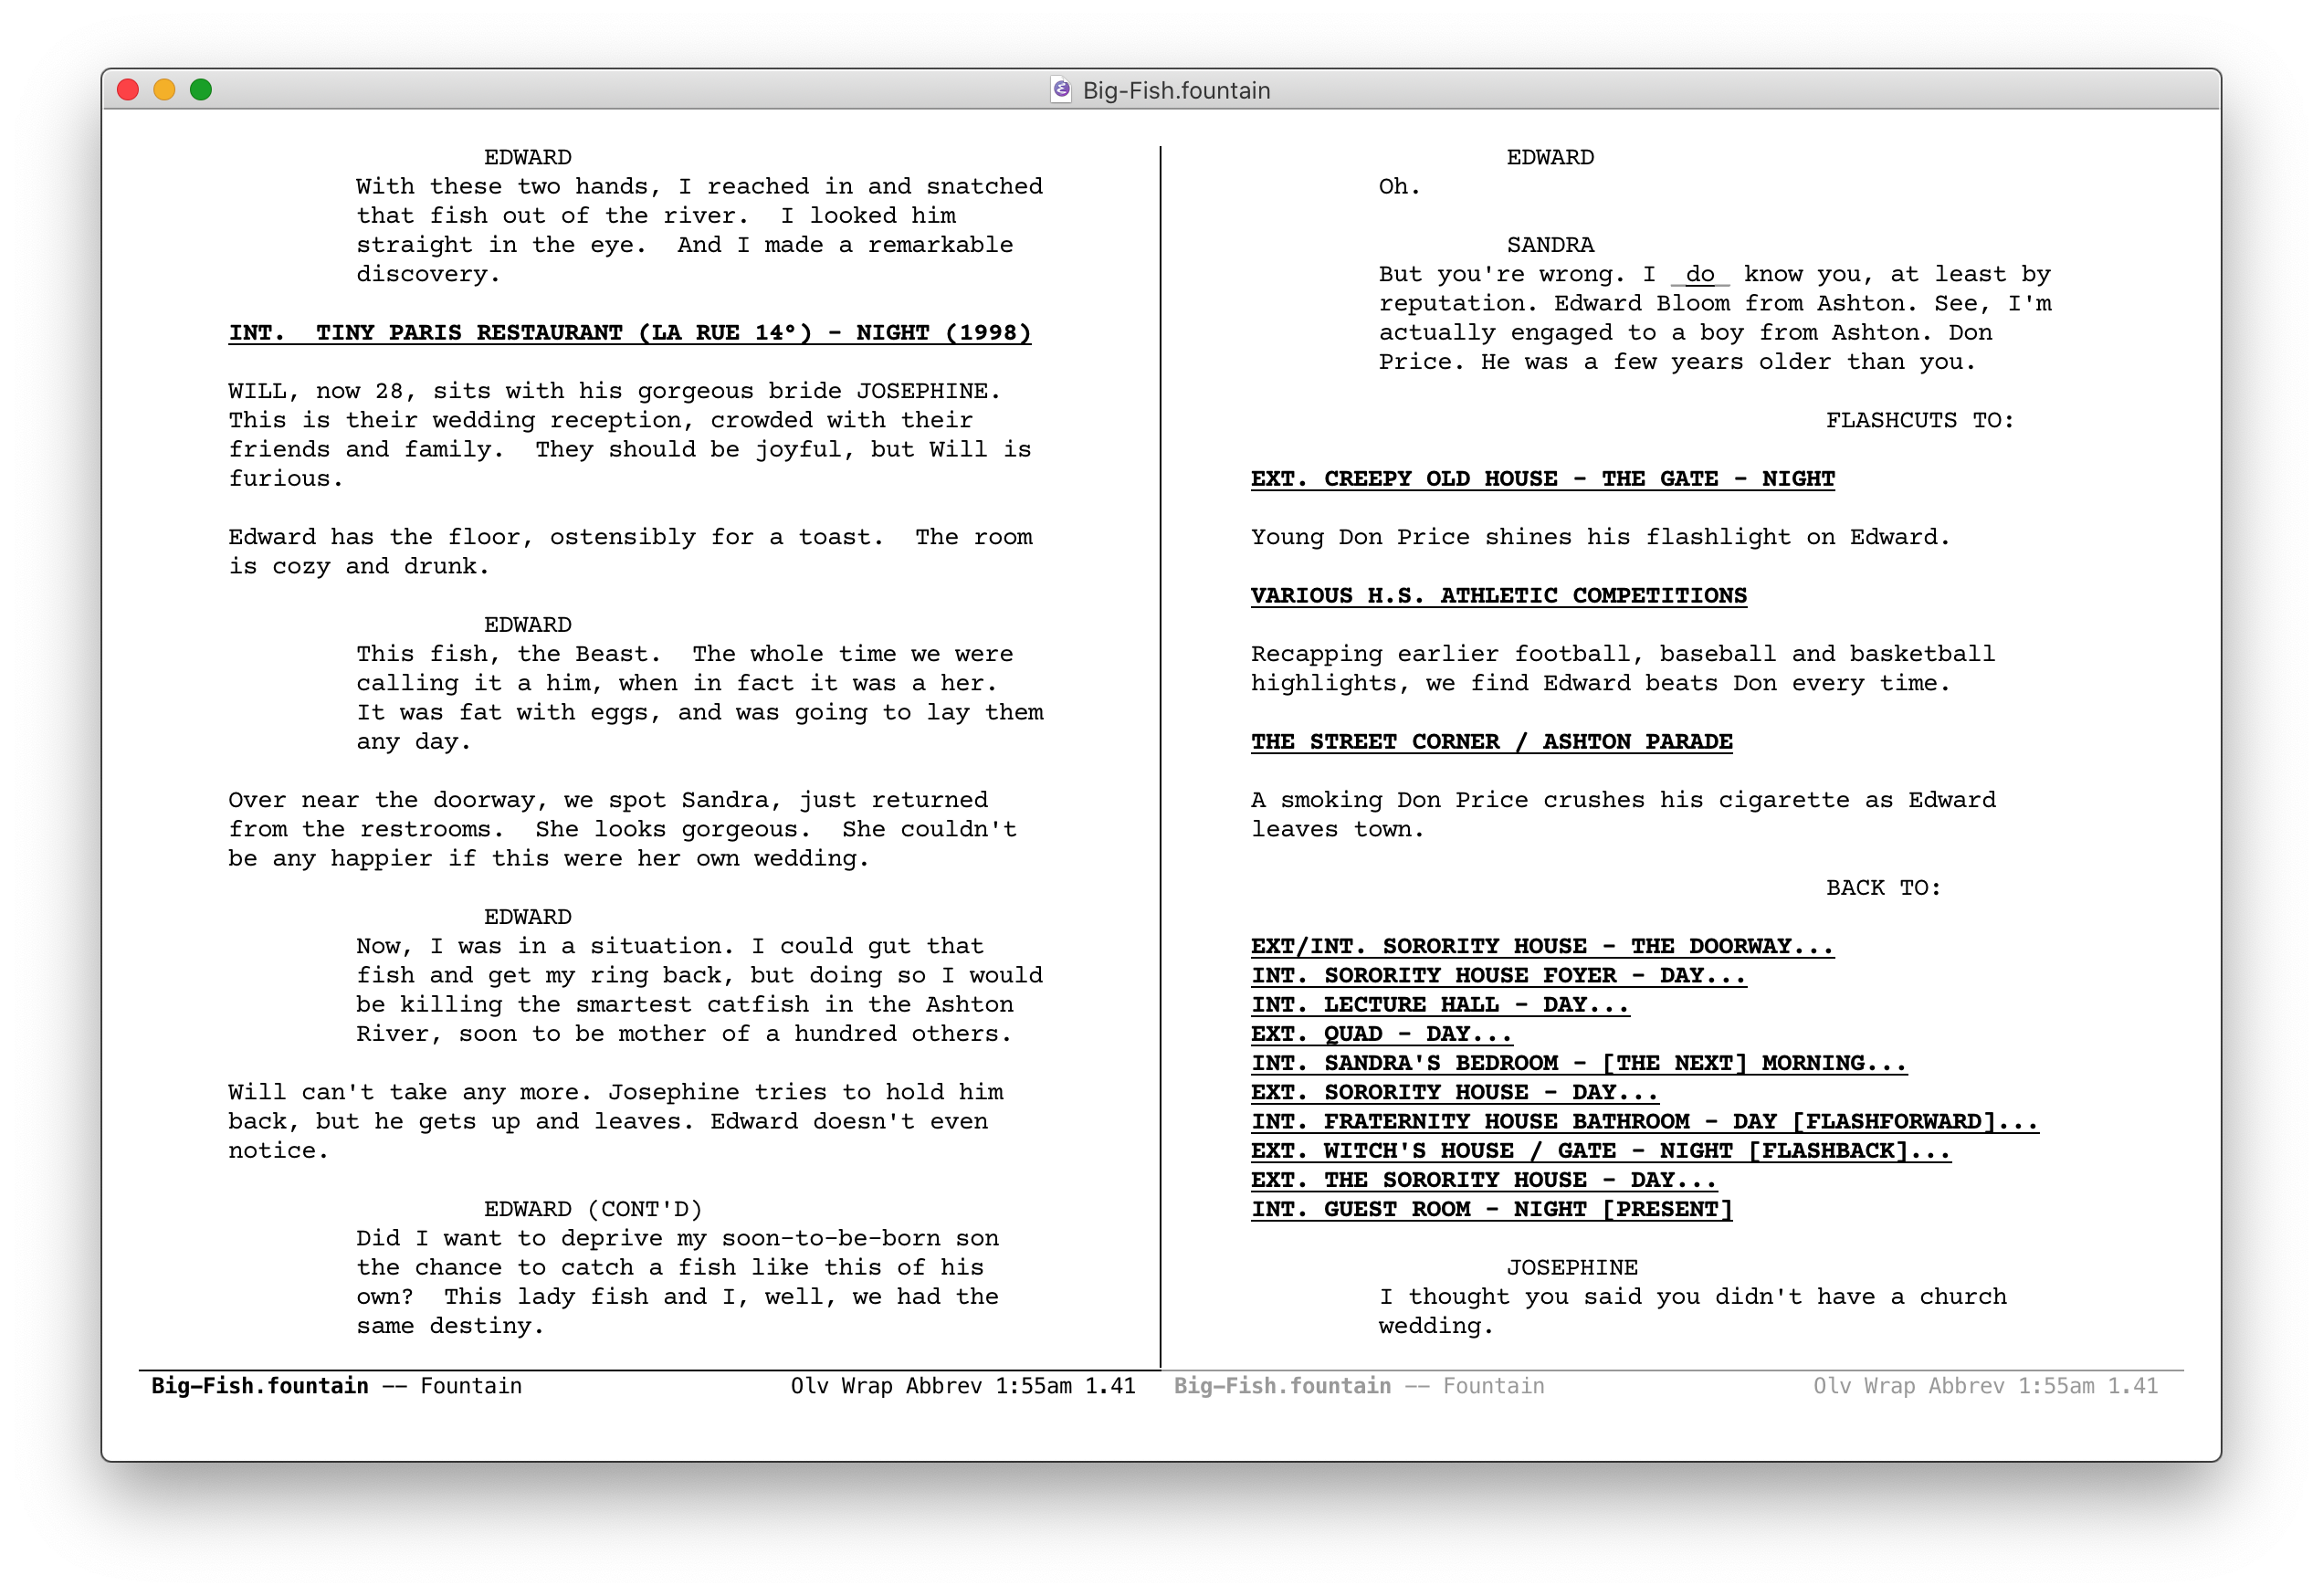 Big-Fish.fountain
EDWARD
With these two hands, I reached in and snatched
that fish out of the river.  I looked him
straight in the eye.  And I made a remarkable
discovery.
INT.  TINY PARIS RESTAURANT (LA RUE 14°) - NIGHT (1998)
WILL, now 28, sits with his gorgeous bride JOSEPHINE.
This is their wedding reception, crowded with their
friends and family.  They should be joyful, but Will is
furious.
Edward has the floor, ostensibly for a toast.  The room
is cozy and drunk.
EDWARD
This fish, the Beast.  The whole time we were
calling it a him, when in fact it was a her.
It was fat with eggs, and was going to lay them
any day.
Over near the doorway, we spot Sandra, just returned
from the restrooms.  She looks gorgeous.  She couldn't
be any happier if this were her own wedding.
EDWARD
Now, I was in a situation. I could gut that
fish and get my ring back, but doing so I would
be killing the smartest catfish in the Ashton
River, soon to be mother of a hundred others.
Will can't take any more. Josephine tries to hold him
back, but he gets up and leaves. Edward doesn't even
notice.
EDWARD (CONT'D)
Did I want to deprive my soon-to-be-born son
the chance to catch a fish like this of his
own?  This lady fish and I, well, we had the
same destiny.
Big-Fish.fountain -- Fountain Olv Wrap Abbrev 1:55am 1.41
EDWARD
Oh.
SANDRA
But you're wrong. I _do_ know you, at least by
reputation. Edward Bloom from Ashton. See, I'm
actually engaged to a boy from Ashton. Don
Price. He was a few years older than you.
FLASHCUTS TO:
EXT. CREEPY OLD HOUSE - THE GATE - NIGHT
Young Don Price shines his flashlight on Edward.
VARIOUS H.S. ATHLETIC COMPETITIONS
Recapping earlier football, baseball and basketball
highlights, we find Edward beats Don every time.
THE STREET CORNER / ASHTON PARADE
A smoking Don Price crushes his cigarette as Edward
leaves town.
BACK TO:
EXT/INT. SORORITY HOUSE - THE DOORWAY...
INT. SORORITY HOUSE FOYER - DAY...
INT. LECTURE HALL - DAY...
EXT. QUAD - DAY...
INT. SANDRA'S BEDROOM - [THE NEXT] MORNING...
EXT. SORORITY HOUSE - DAY...
INT. FRATERNITY HOUSE BATHROOM - DAY [FLASHFORWARD]...
EXT. WITCH'S HOUSE / GATE - NIGHT [FLASHBACK]...
EXT. THE SORORITY HOUSE - DAY...
INT. GUEST ROOM - NIGHT [PRESENT]
JOSEPHINE
I thought you said you didn't have a church
wedding.
Big-Fish.fountain -- Fountain Olv Wrap Abbrev 1:55am 1.41